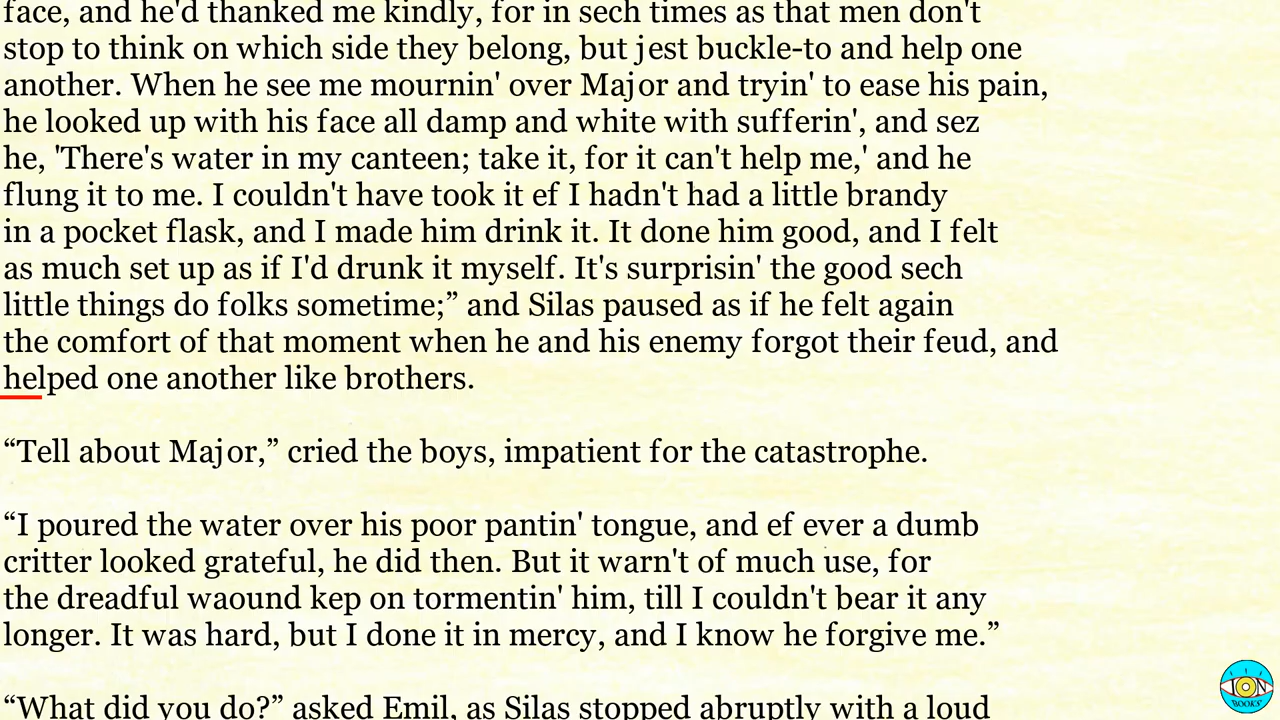 face, and he'd thanked me kindly, for in sech times as that men don't
stop to think on which side they belong, but jest buckle-to and help one
another. When he see me mournin' over Major and tryin' to ease his pain,
he looked up with his face all damp and white with sufferin', and sez
he, 'There's water in my canteen; take it, for it can't help me,' and he
flung it to me. I couldn't have took it ef I hadn't had a little brandy
in a pocket flask, and I made him drink it. It done him good, and I felt
as much set up as if I'd drunk it myself. It's surprisin' the good sech
little things do folks sometime;” and Silas paused as if he felt again
the comfort of that moment when he and his enemy forgot their feud, and
helped one another like brothers.
“Tell about Major,” cried the boys, impatient for the catastrophe.
“I poured the water over his poor pantin' tongue, and ef ever a dumb
critter looked grateful, he did then. But it warn't of much use, for
the dreadful waound kep on tormentin' him, till I couldn't bear it any
longer. It was hard, but I done it in mercy, and I know he forgive me.”
“What did you do?” asked Emil, as Silas stopped abruptly with a loud
ION
BOOKS